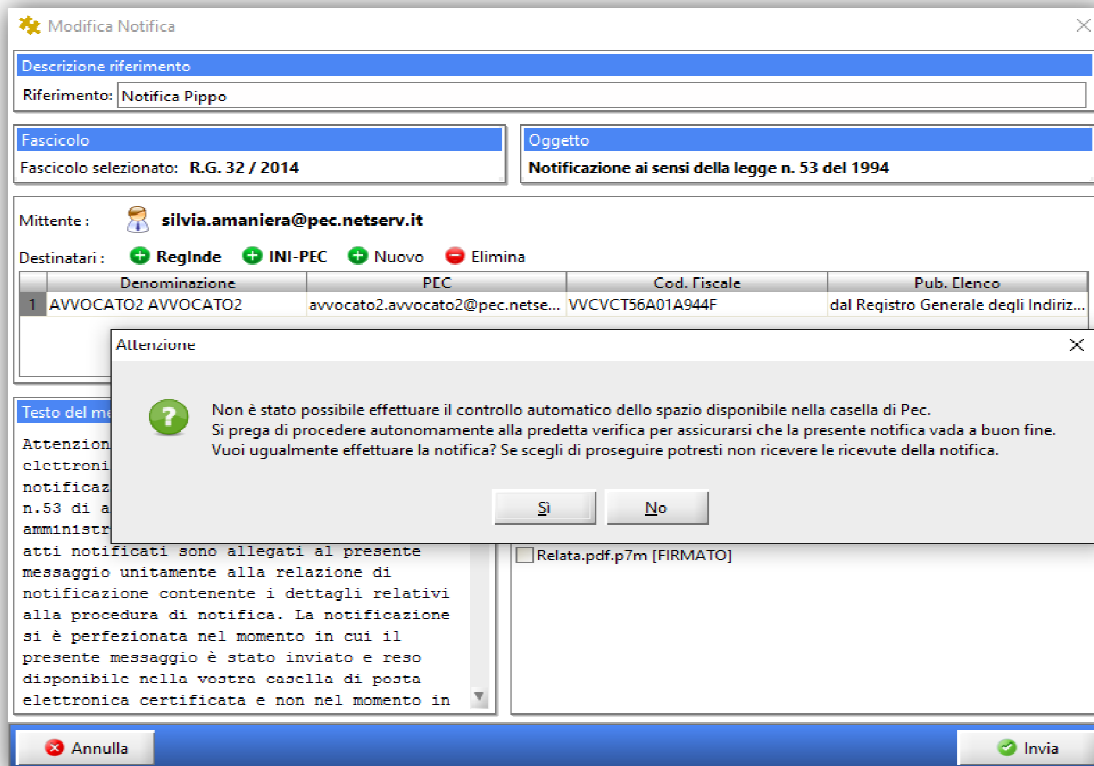 Modifica Notifica
Descrizione riferimento
Riferimento: Notifica Pippo
Fascicolo
Fascicolo selezionato: R.G. 32 / 2014
Oggetto
Notificazione ai sensi della legge n. 53 del 1994
Mittente : silvia.amaniera@pec.netserv.it
Destinatari : RegInde INI-PEC Nuovo Elimina
Denominazione PEC Cod. Fiscale Pub. Elenco
1 AVVOCATO2 AVVOCATO2 avvocato2.avvocato2@pec.netse... VVCVCT56A01A944F dal Registro Generale degli Indiriz...
Attenzione
Non è stato possibile effettuare il controllo automatico dello spazio disponibile nella casella di Pec.
Si prega di procedere autonomamente alla predetta verifica per assicurarsi che la presente notifica vada a buon fine.
Vuoi ugualmente effettuare la notifica? Se scegli di proseguire potresti non ricevere le ricevute della notifica.
Sì No
Testo del me
Attenzion
elettroni
notificaz
n.53 di a
amministr
atti notificati sono allegati al presente
messaggio unitamente alla relazione di
notificazione contenente i dettagli relativi
alla procedura di notifica. La notificazione
si è perfezionata nel momento in cui il
presente messaggio è stato inviato e reso
disponibile nella vostra casella di posta
elettronica certificata e non nel momento in
Relata.pdf.p7m [FIRMATO]
Annulla Invia